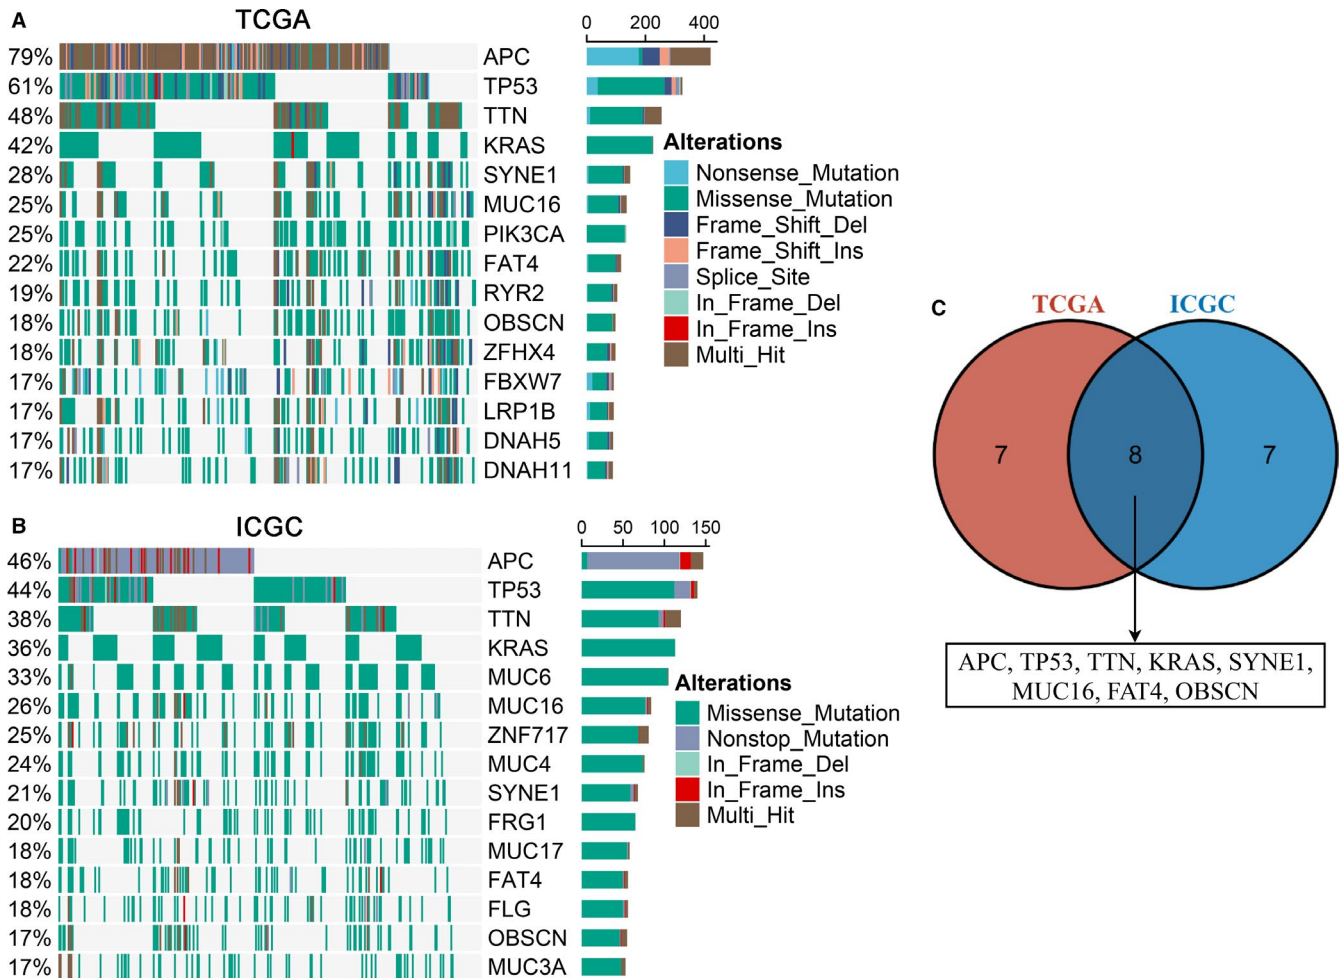 A
TCGA
0 200 400
79% APC
61% TP53
48% TTN
42% KRAS
28% SYNE1
25% MUC16
25% PIK3CA
22% FAT4
19% RYR2
18% OBSCN
18% ZFHX4
17% FBXW7
17% LRP1B
17% DNAH5
17% DNAH11
Alterations
Nonsense_Mutation
Missense_Mutation
Frame_Shift_Del
Frame_Shift_Ins
Splice_Site
In_Frame_Del
In_Frame_Ins
Multi_Hit
B
ICGC
0 50 100 150
46% APC
44% TP53
38% TTN
36% KRAS
33% MUC6
26% MUC16
25% ZNF717
24% MUC4
21% SYNE1
20% FRG1
18% MUC17
18% FAT4
18% FLG
17% OBSCN
17% MUC3A
Alterations
Missense_Mutation
Nonstop_Mutation
In_Frame_Del
In_Frame_Ins
Multi_Hit
C
TCGA ICGC
7 8 7
APC, TP53, TTN, KRAS, SYNE1,
MUC16, FAT4, OBSCN